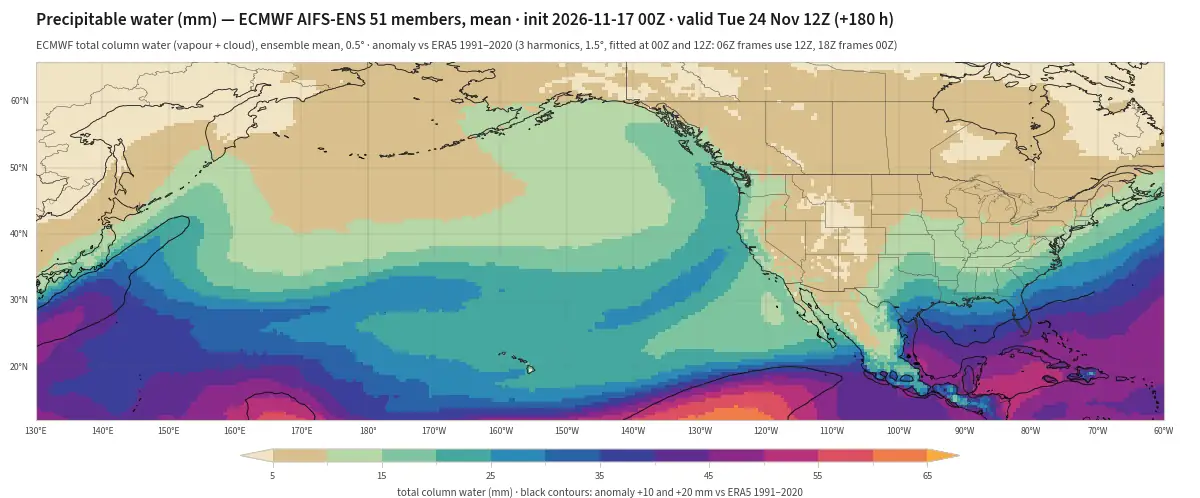 Precipitable water (mm) — ECMWF AIFS-ENS 51 members, mean · init 2026-11-17 00Z · valid Tue 24 Nov 12Z (+180 h)
ECMWF total column water (vapour + cloud), ensemble mean, 0.5° · anomaly vs ERA5 1991–2020 (3 harmonics, 1.5°, fitted at 00Z and 12Z: 06Z frames use 12Z, 18Z frames 00Z)
60°N
50°N
40°N
30°N
20°N
130°E 140°E 150°E 160°E 170°E 180° 170°W 160°W 150°W 140°W 130°W 120°W 110°W 100°W 90°W 80°W 70°W 60°W
5 15 25 35 45 55 65
total column water (mm) · black contours: anomaly +10 and +20 mm vs ERA5 1991–2020